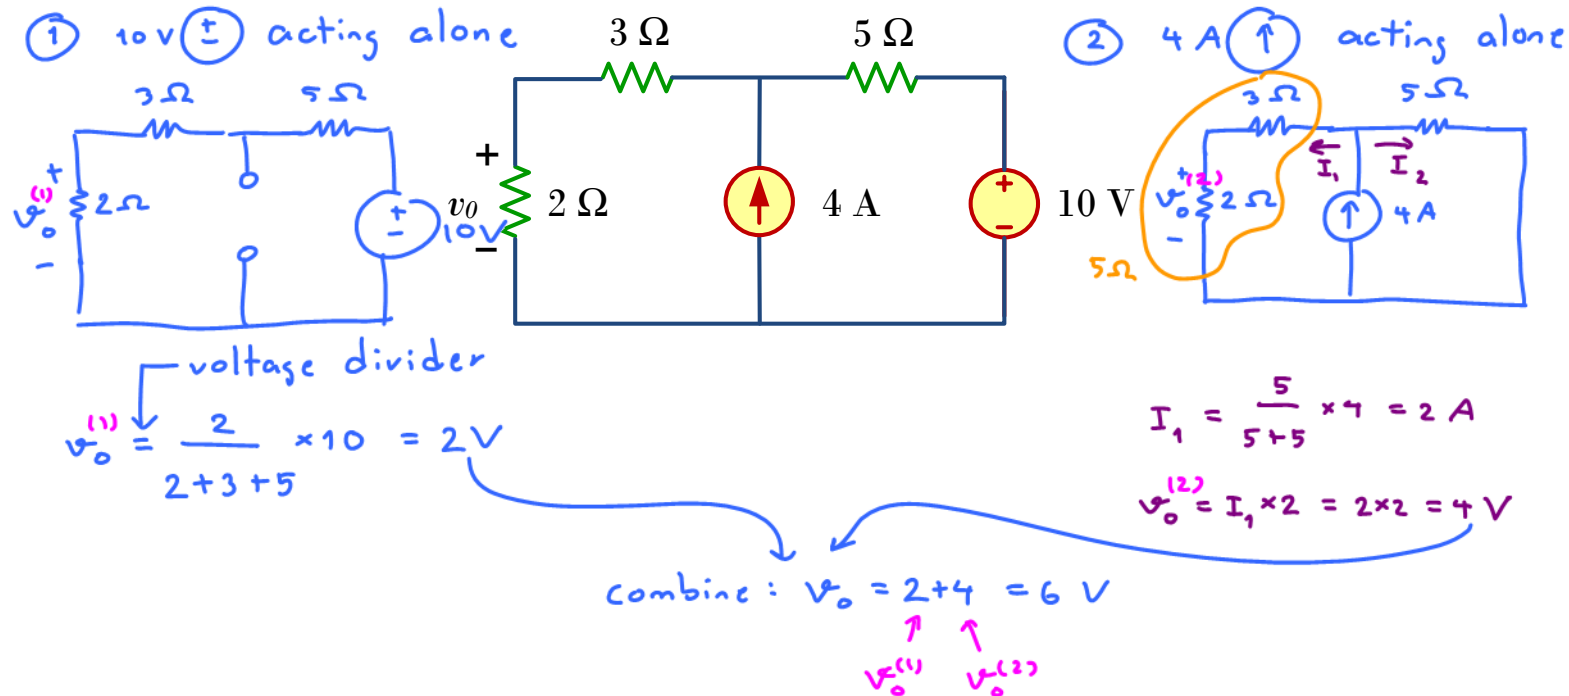 ① 10V ± acting alone
3Ω 5Ω
+
v₀⁽¹⁾ 2Ω
−
+
−
10V
3 Ω 5 Ω
+
v0 2 Ω 4 A 10 V
−
+
−
② 4 A ↑ acting alone
3Ω 5Ω
I₁ I₂
+
v₀⁽²⁾ 2Ω ↑ 4A
−
5Ω
voltage divider
v₀⁽¹⁾ = 2/(2+3+5) ×10 = 2V
I₁ = 5/(5+5) ×4 = 2 A
v₀⁽²⁾ = I₁×2 = 2×2 = 4 V
combine : v₀ = 2+4 = 6 V
v₀⁽¹⁾ v₀⁽²⁾